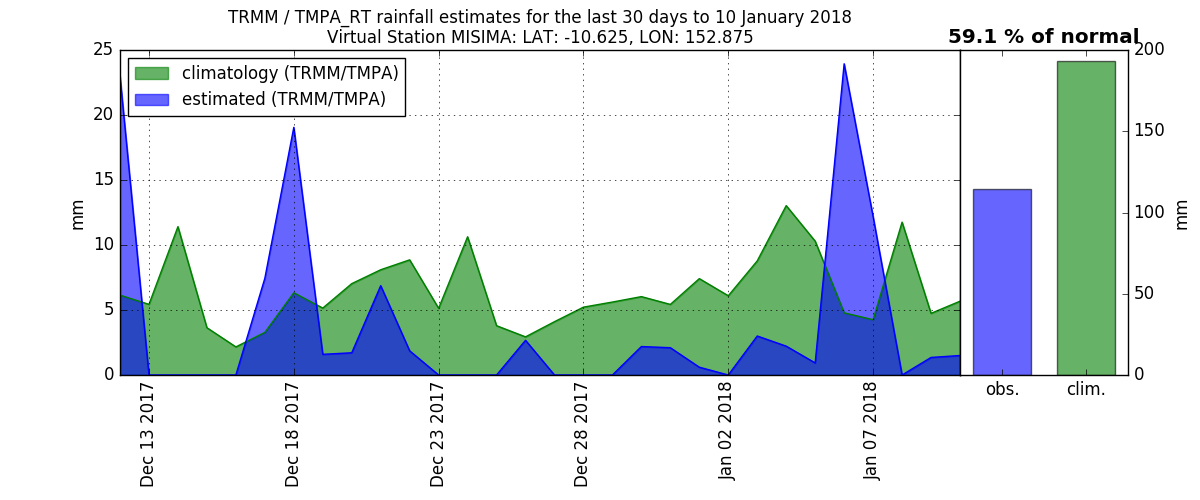 TRMM / TMPA_RT rainfall estimates for the last 30 days to 10 January 2018
Virtual Station MISIMA: LAT: -10.625, LON: 152.875
59.1 % of normal
climatology (TRMM/TMPA)
estimated (TRMM/TMPA)
25
20
15
10
5
0
mm
Dec 13 2017
Dec 18 2017
Dec 23 2017
Dec 28 2017
Jan 02 2018
Jan 07 2018
obs.
clim.
200
150
100
50
0
mm